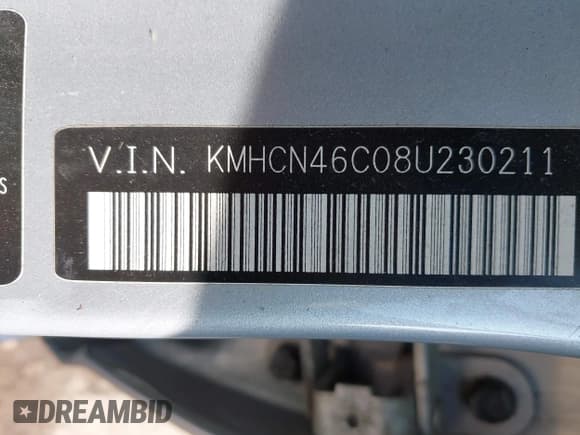 S
V.I.N. KMHCN46C08U230211
DREAMBID